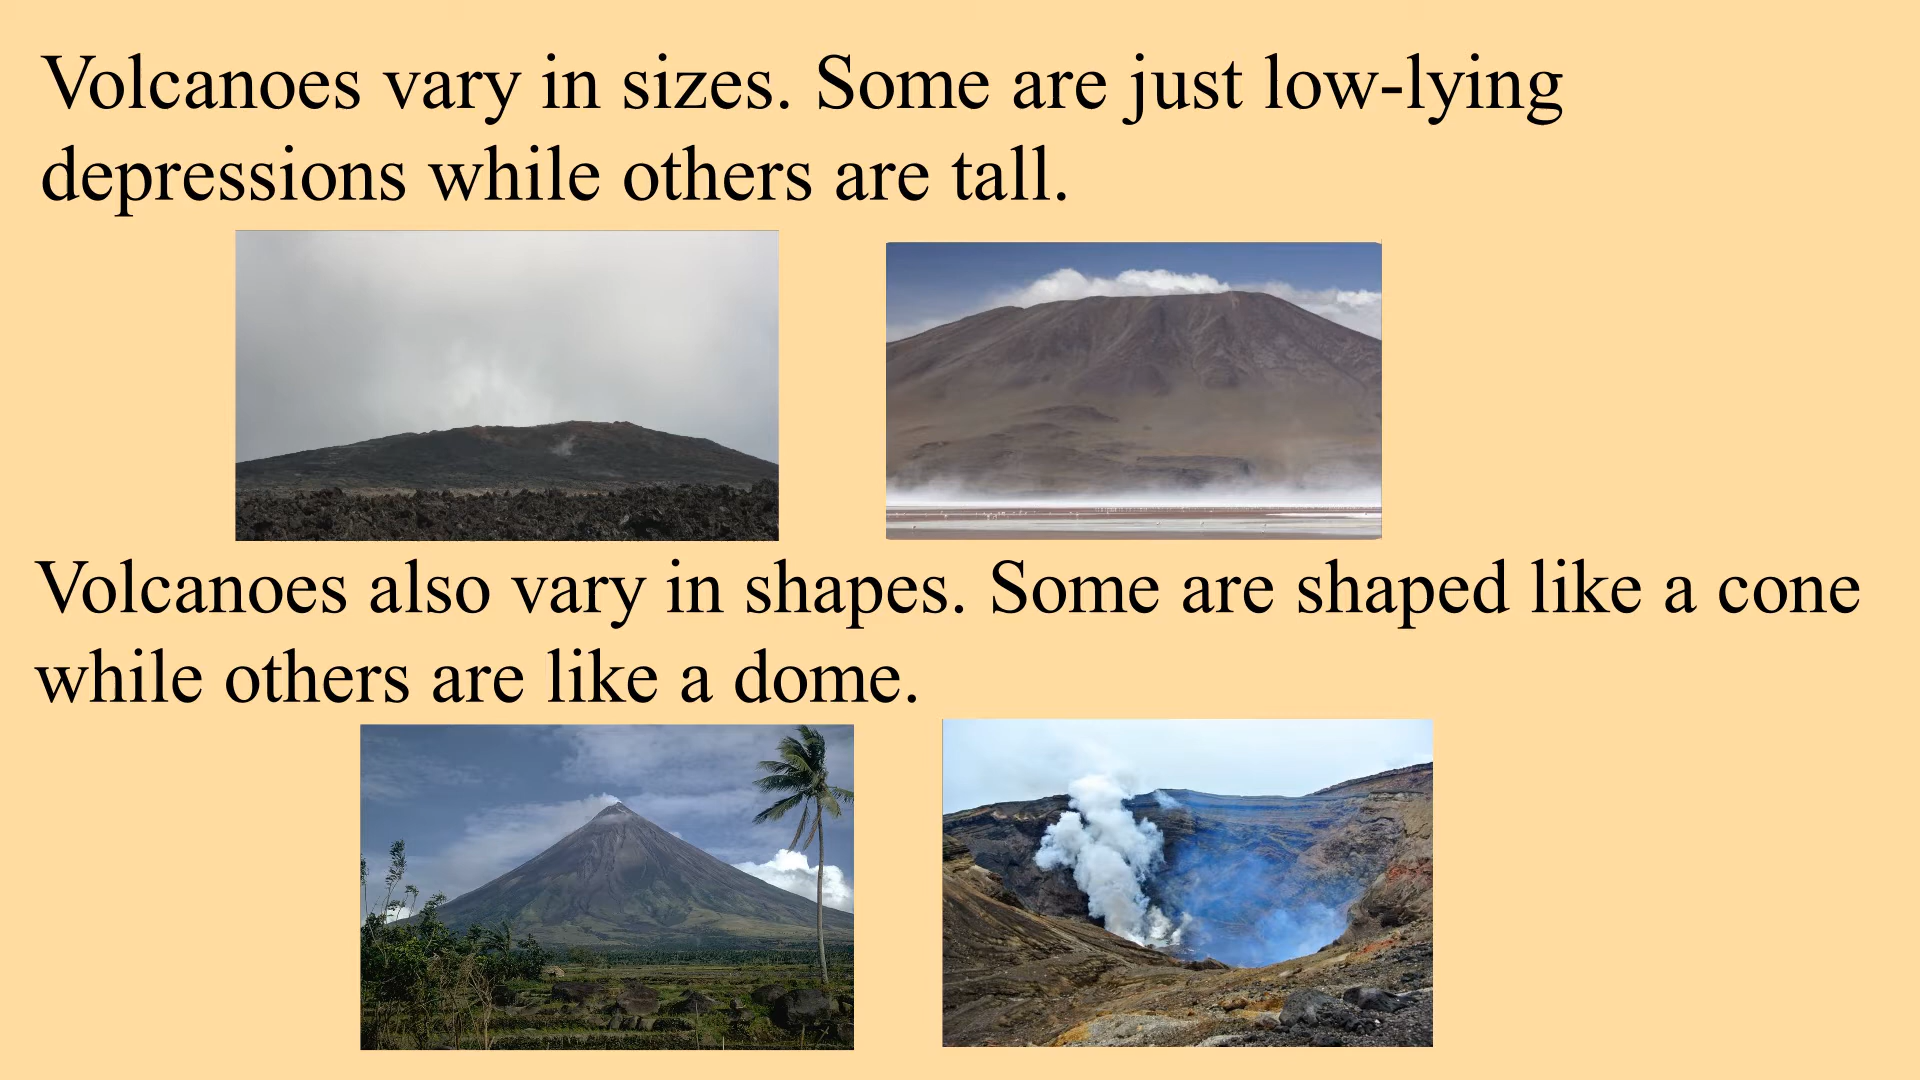 Volcanoes vary in sizes. Some are just low-lying
depressions while others are tall.
Volcanoes also vary in shapes. Some are shaped like a cone
while others are like a dome.